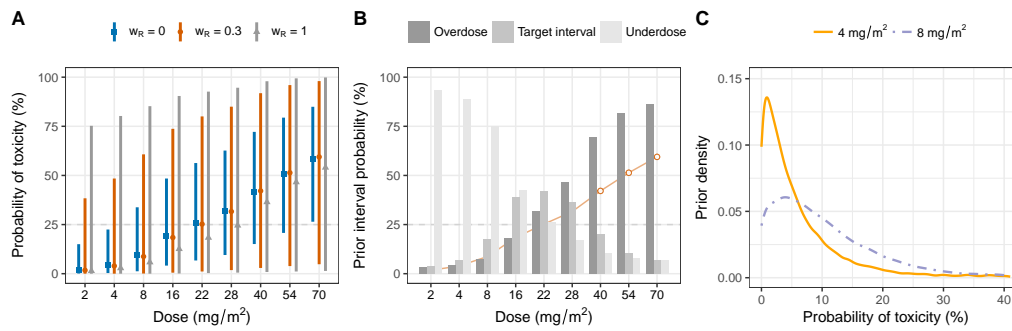 A
w_R = 0
w_R = 0.3
w_R = 1
Probability of toxicity (%)
100
75
50
25
0
2 4 8 16 22 28 40 54 70
Dose (mg/m²)
B
Overdose
Target interval
Underdose
Prior interval probability (%)
100
75
50
25
0
2 4 8 16 22 28 40 54 70
Dose (mg/m²)
C
4 mg/m²
8 mg/m²
Prior density
0.15
0.10
0.05
0.00
0 10 20 30 40
Probability of toxicity (%)